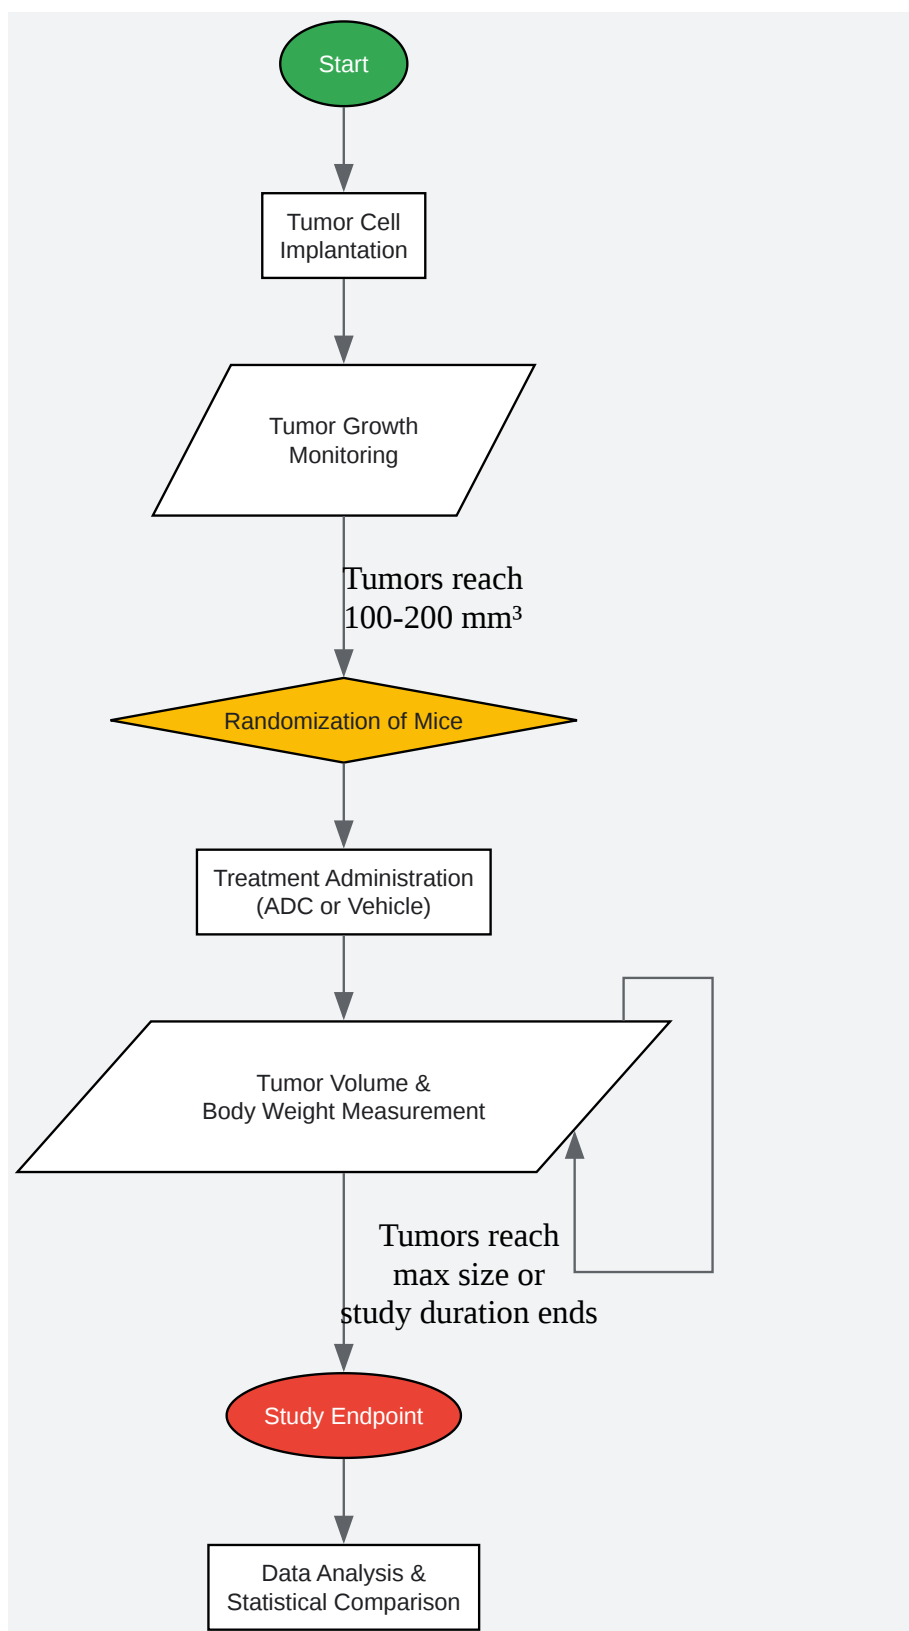 Start
Tumor Cell
Implantation
Tumor Growth
Monitoring
Tumors reach
100-200 mm³
Randomization of Mice
Treatment Administration
(ADC or Vehicle)
Tumor Volume &
Body Weight Measurement
Tumors reach
max size or
study duration ends
Study Endpoint
Data Analysis &
Statistical Comparison